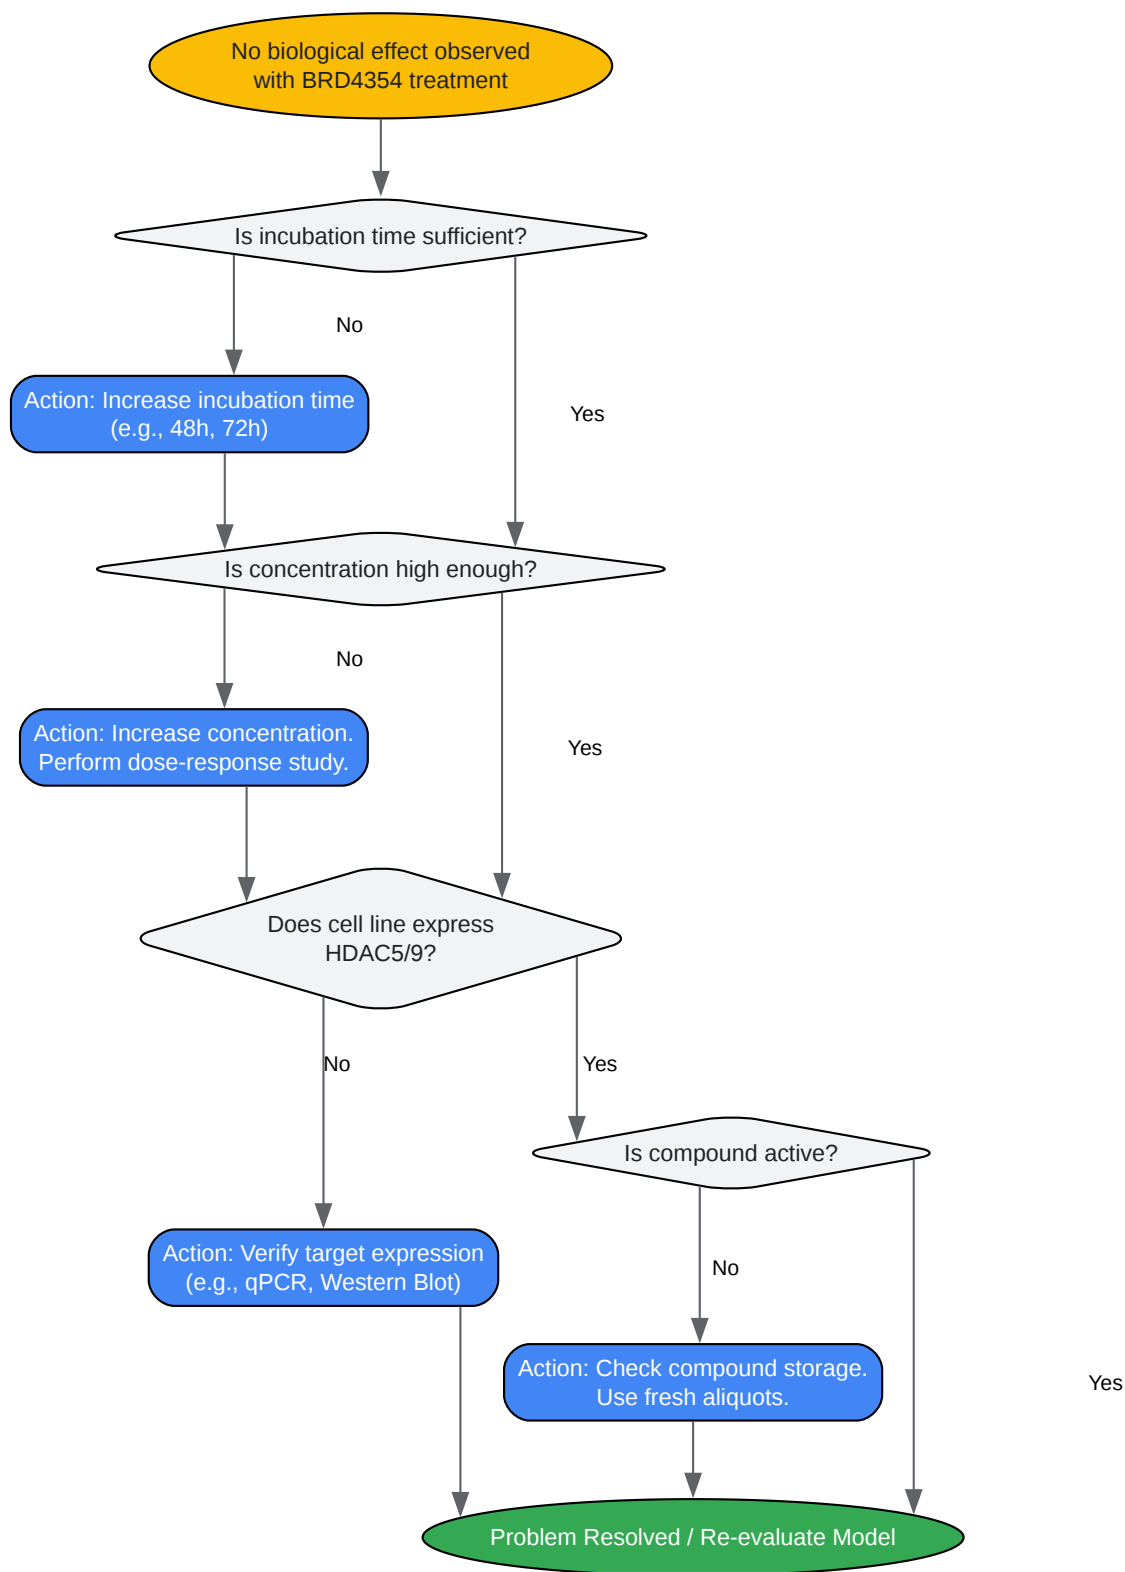 No biological effect observed
with BRD4354 treatment
Is incubation time sufficient?
No
Action: Increase incubation time
(e.g., 48h, 72h)
Yes
Is concentration high enough?
No
Action: Increase concentration.
Perform dose-response study.
Yes
Does cell line express
HDAC5/9?
No
Yes
Is compound active?
Action: Verify target expression
(e.g., qPCR, Western Blot)
No
Action: Check compound storage.
Use fresh aliquots.
Yes
Problem Resolved / Re-evaluate Model